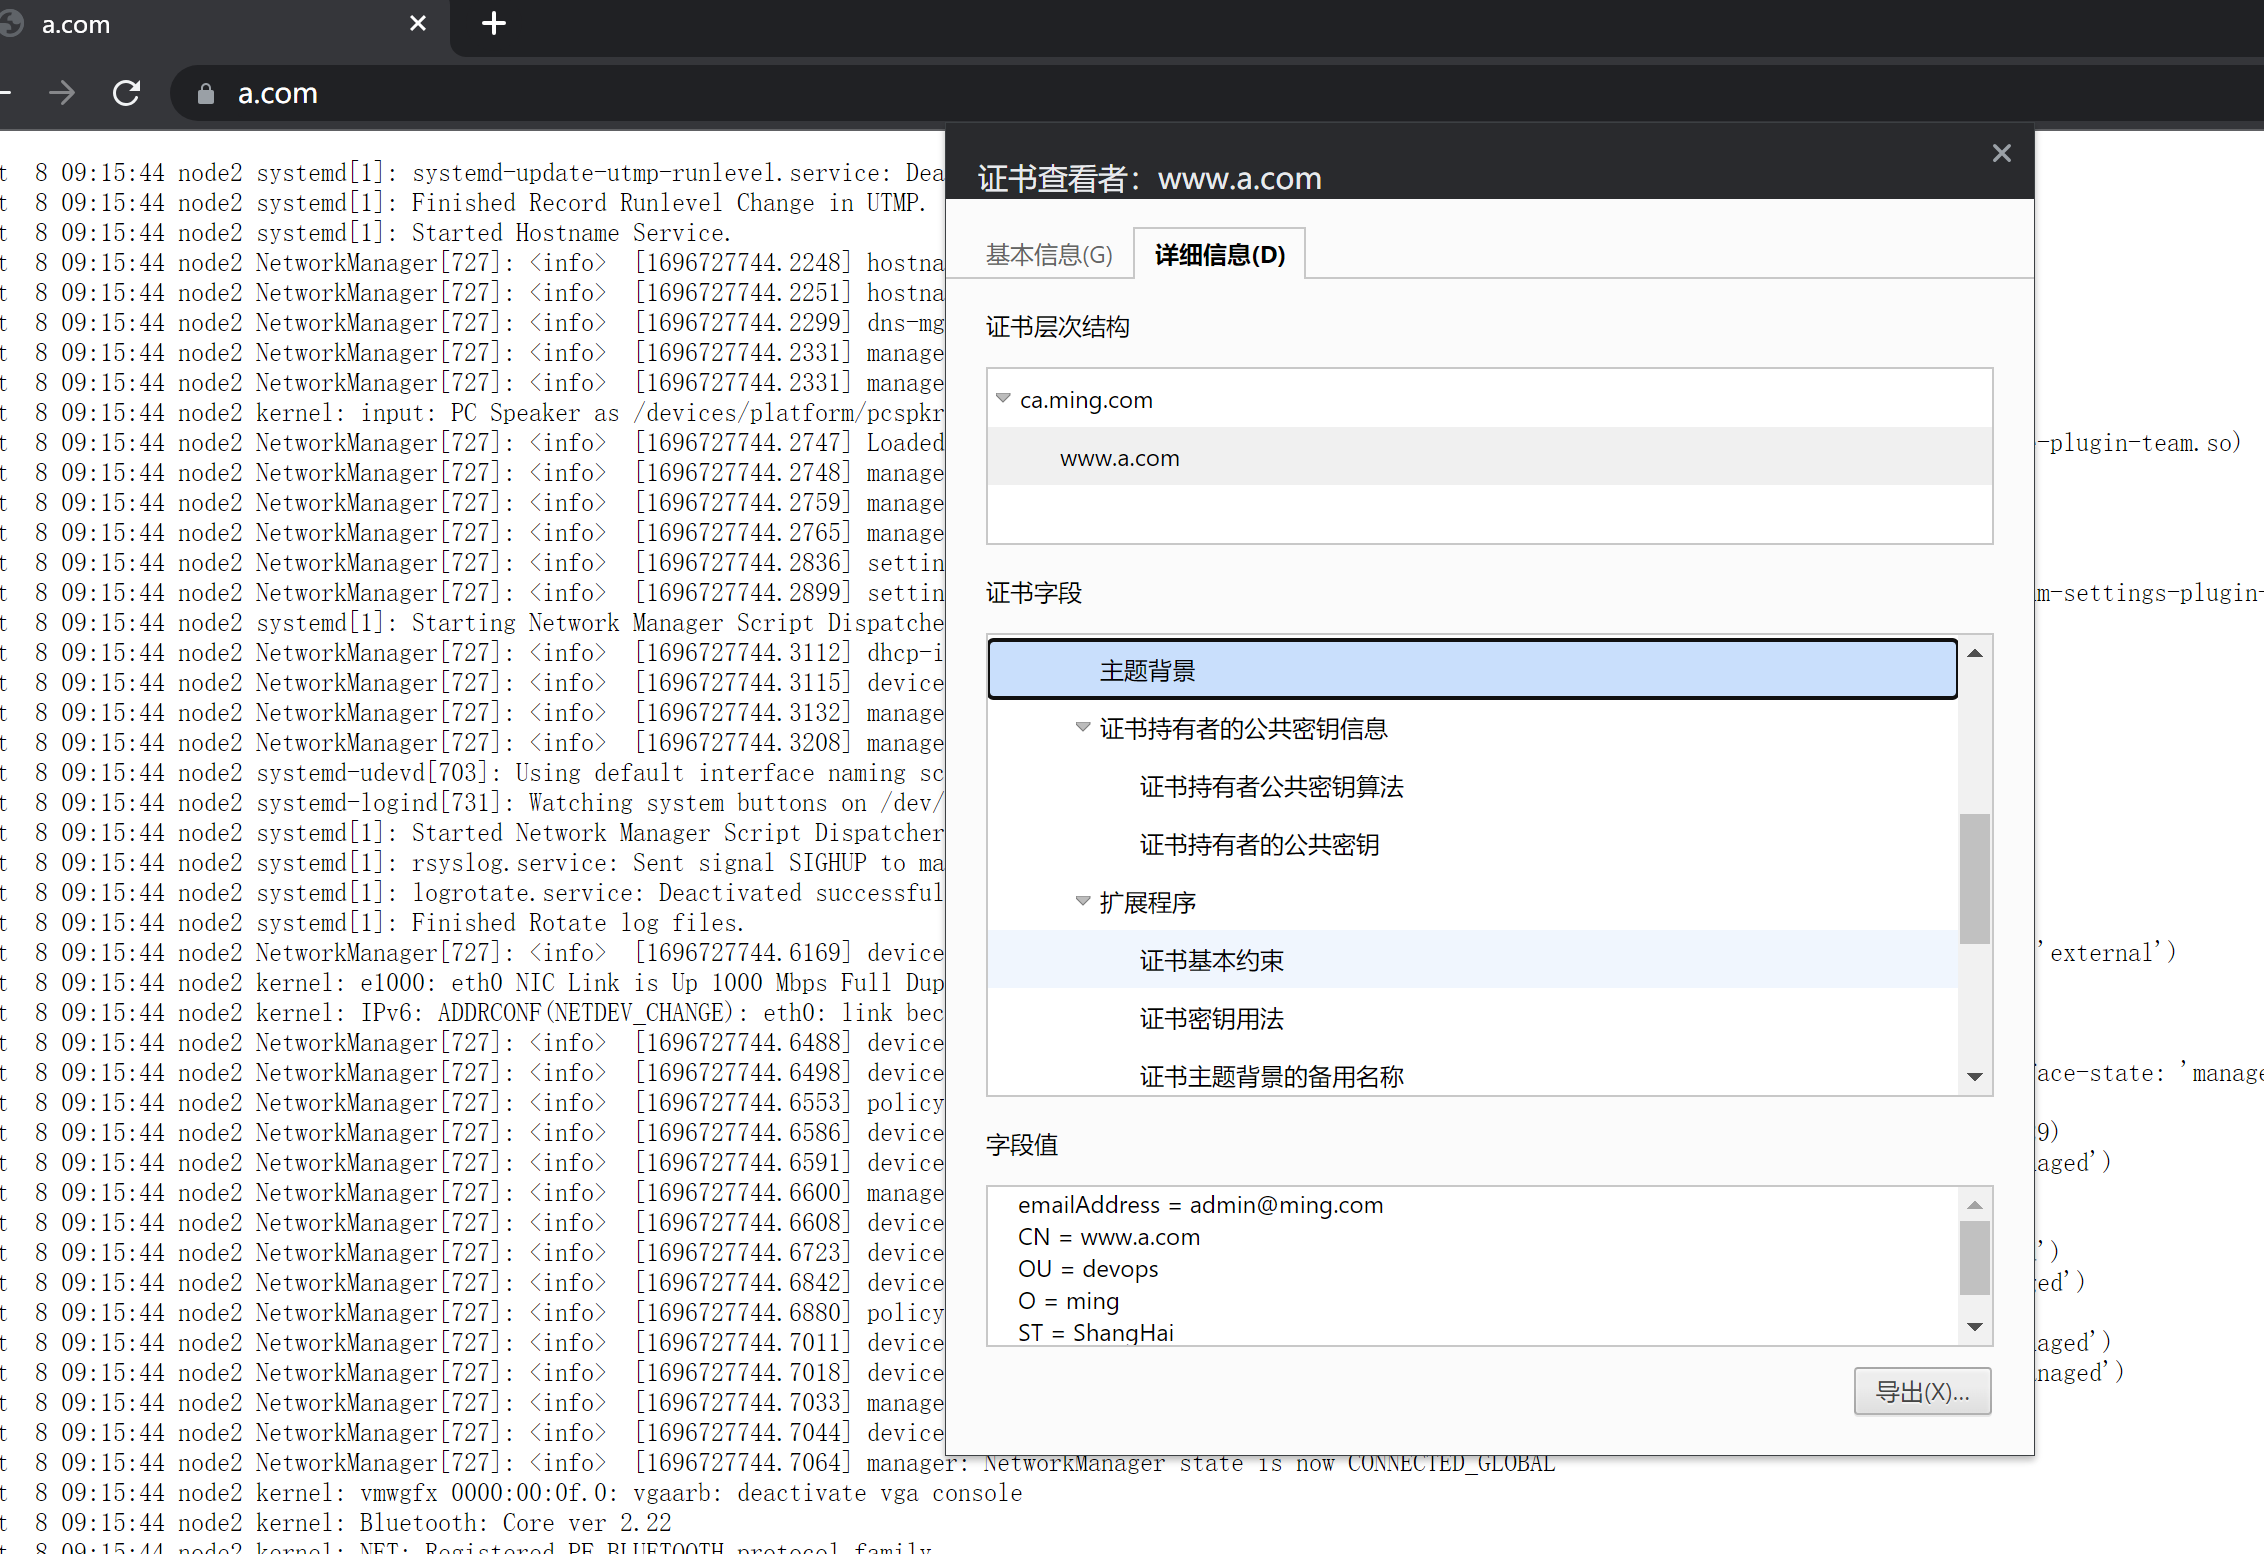 a.com
a.com
t 8 09:15:44 node2 systemd[1]: systemd-update-utmp-runlevel.service: Dea
t 8 09:15:44 node2 systemd[1]: Finished Record Runlevel Change in UTMP.
t 8 09:15:44 node2 systemd[1]: Started Hostname Service.
t 8 09:15:44 node2 NetworkManager[727]: <info> [1696727744.2248] hostna
t 8 09:15:44 node2 NetworkManager[727]: <info> [1696727744.2251] hostna
t 8 09:15:44 node2 NetworkManager[727]: <info> [1696727744.2299] dns-mg
t 8 09:15:44 node2 NetworkManager[727]: <info> [1696727744.2331] manage
t 8 09:15:44 node2 NetworkManager[727]: <info> [1696727744.2331] manage
t 8 09:15:44 node2 kernel: input: PC Speaker as /devices/platform/pcspkr
t 8 09:15:44 node2 NetworkManager[727]: <info> [1696727744.2747] Loaded -plugin-team.so)
t 8 09:15:44 node2 NetworkManager[727]: <info> [1696727744.2748] manage
t 8 09:15:44 node2 NetworkManager[727]: <info> [1696727744.2759] manage
t 8 09:15:44 node2 NetworkManager[727]: <info> [1696727744.2765] manage
t 8 09:15:44 node2 NetworkManager[727]: <info> [1696727744.2836] settin
t 8 09:15:44 node2 NetworkManager[727]: <info> [1696727744.2899] settin m-settings-plugin-
t 8 09:15:44 node2 systemd[1]: Starting Network Manager Script Dispatche
t 8 09:15:44 node2 NetworkManager[727]: <info> [1696727744.3112] dhcp-i
t 8 09:15:44 node2 NetworkManager[727]: <info> [1696727744.3115] device
t 8 09:15:44 node2 NetworkManager[727]: <info> [1696727744.3132] manage
t 8 09:15:44 node2 NetworkManager[727]: <info> [1696727744.3208] manage
t 8 09:15:44 node2 systemd-udevd[703]: Using default interface naming sc
t 8 09:15:44 node2 systemd-logind[731]: Watching system buttons on /dev/
t 8 09:15:44 node2 systemd[1]: Started Network Manager Script Dispatcher
t 8 09:15:44 node2 systemd[1]: rsyslog.service: Sent signal SIGHUP to ma
t 8 09:15:44 node2 systemd[1]: logrotate.service: Deactivated successful
t 8 09:15:44 node2 systemd[1]: Finished Rotate log files.
t 8 09:15:44 node2 NetworkManager[727]: <info> [1696727744.6169] device 'external')
t 8 09:15:44 node2 kernel: e1000: eth0 NIC Link is Up 1000 Mbps Full Dup
t 8 09:15:44 node2 kernel: IPv6: ADDRCONF(NETDEV_CHANGE): eth0: link bec
t 8 09:15:44 node2 NetworkManager[727]: <info> [1696727744.6488] device
t 8 09:15:44 node2 NetworkManager[727]: <info> [1696727744.6498] device ace-state: 'manage
t 8 09:15:44 node2 NetworkManager[727]: <info> [1696727744.6553] policy
t 8 09:15:44 node2 NetworkManager[727]: <info> [1696727744.6586] device 9)
t 8 09:15:44 node2 NetworkManager[727]: <info> [1696727744.6591] device aged')
t 8 09:15:44 node2 NetworkManager[727]: <info> [1696727744.6600] manage
t 8 09:15:44 node2 NetworkManager[727]: <info> [1696727744.6608] device
t 8 09:15:44 node2 NetworkManager[727]: <info> [1696727744.6723] device ')
t 8 09:15:44 node2 NetworkManager[727]: <info> [1696727744.6842] device ed')
t 8 09:15:44 node2 NetworkManager[727]: <info> [1696727744.6880] policy
t 8 09:15:44 node2 NetworkManager[727]: <info> [1696727744.7011] device aged')
t 8 09:15:44 node2 NetworkManager[727]: <info> [1696727744.7018] device naged')
t 8 09:15:44 node2 NetworkManager[727]: <info> [1696727744.7033] manage
t 8 09:15:44 node2 NetworkManager[727]: <info> [1696727744.7044] device
t 8 09:15:44 node2 NetworkManager[727]: <info> [1696727744.7064] manager: NetworkManager state is now CONNECTED_GLOBAL
t 8 09:15:44 node2 kernel: vmwgfx 0000:00:0f.0: vgaarb: deactivate vga console
t 8 09:15:44 node2 kernel: Bluetooth: Core ver 2.22
t 8 09:15:44 node2 kernel: NET: Registered PF_BLUETOOTH protocol family
证书查看者：www.a.com
基本信息(G)
详细信息(D)
证书层次结构
ca.ming.com
www.a.com
证书字段
主题背景
证书持有者的公共密钥信息
证书持有者公共密钥算法
证书持有者的公共密钥
扩展程序
证书基本约束
证书密钥用法
证书主题背景的备用名称
字段值
emailAddress = admin@ming.com
CN = www.a.com
OU = devops
O = ming
ST = ShangHai
导出(X)...